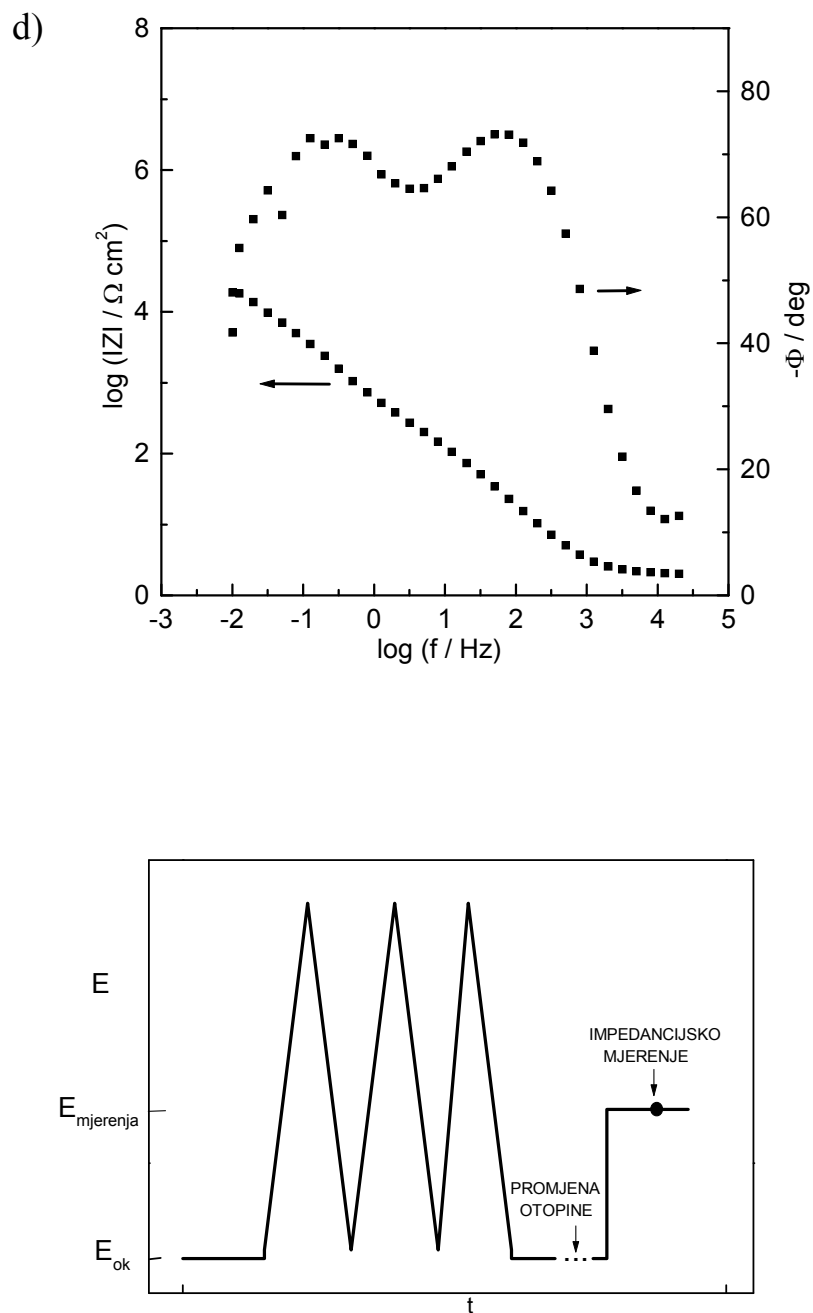 d)
8
6
4
2
0
log (IZI / Ω cm²)
80
60
40
20
0
-Φ / deg
-3 -2 -1 0 1 2 3 4 5
log (f / Hz)
E
E_mjerenja
E_ok
IMPEDANCIJSKO
MJERENJE
PROMJENA
OTOPINE
t